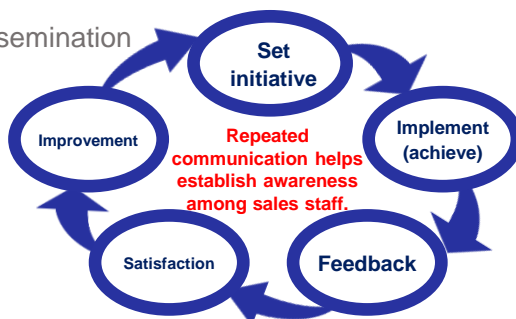 semination
Set
initiative
Implement
(achieve)
Feedback
Satisfaction
Improvement
Repeated
communication helps
establish awareness
among sales staff.